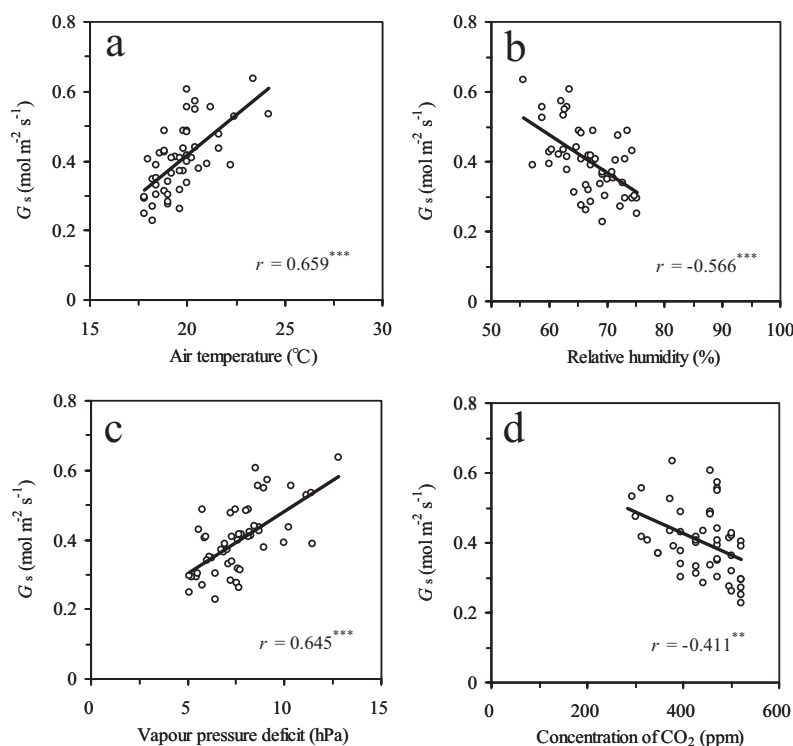 a
G s (mol m-2 s-1)
0.8
0.6
0.4
0.2
0
r = 0.659***
15 20 25 30
Air temperature (℃)
b
G s (mol m-2 s-1)
0.8
0.6
0.4
0.2
0
r = -0.566***
50 60 70 80 90 100
Relative humidity (%)
c
G s (mol m-2 s-1)
0.8
0.6
0.4
0.2
0
r = 0.645***
0 5 10 15
Vapour pressure deficit (hPa)
d
G s (mol m-2 s-1)
0.8
0.6
0.4
0.2
0
r = -0.411**
0 200 400 600
Concentration of CO2 (ppm)